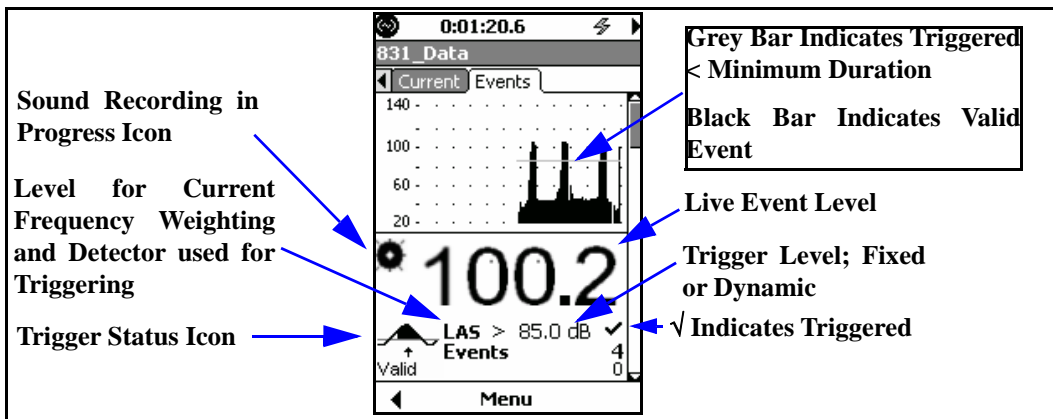 0:01:20.6
831_Data
Current Events
140
100
60
20
100.2
LAS > 85.0 dB ✓
Events 4
Valid 0
Menu
Sound Recording in
Progress Icon
Level for Current
Frequency Weighting
and Detector used for
Triggering
Trigger Status Icon
Grey Bar Indicates Triggered
< Minimum Duration
Black Bar Indicates Valid
Event
Live Event Level
Trigger Level; Fixed
or Dynamic
√ Indicates Triggered